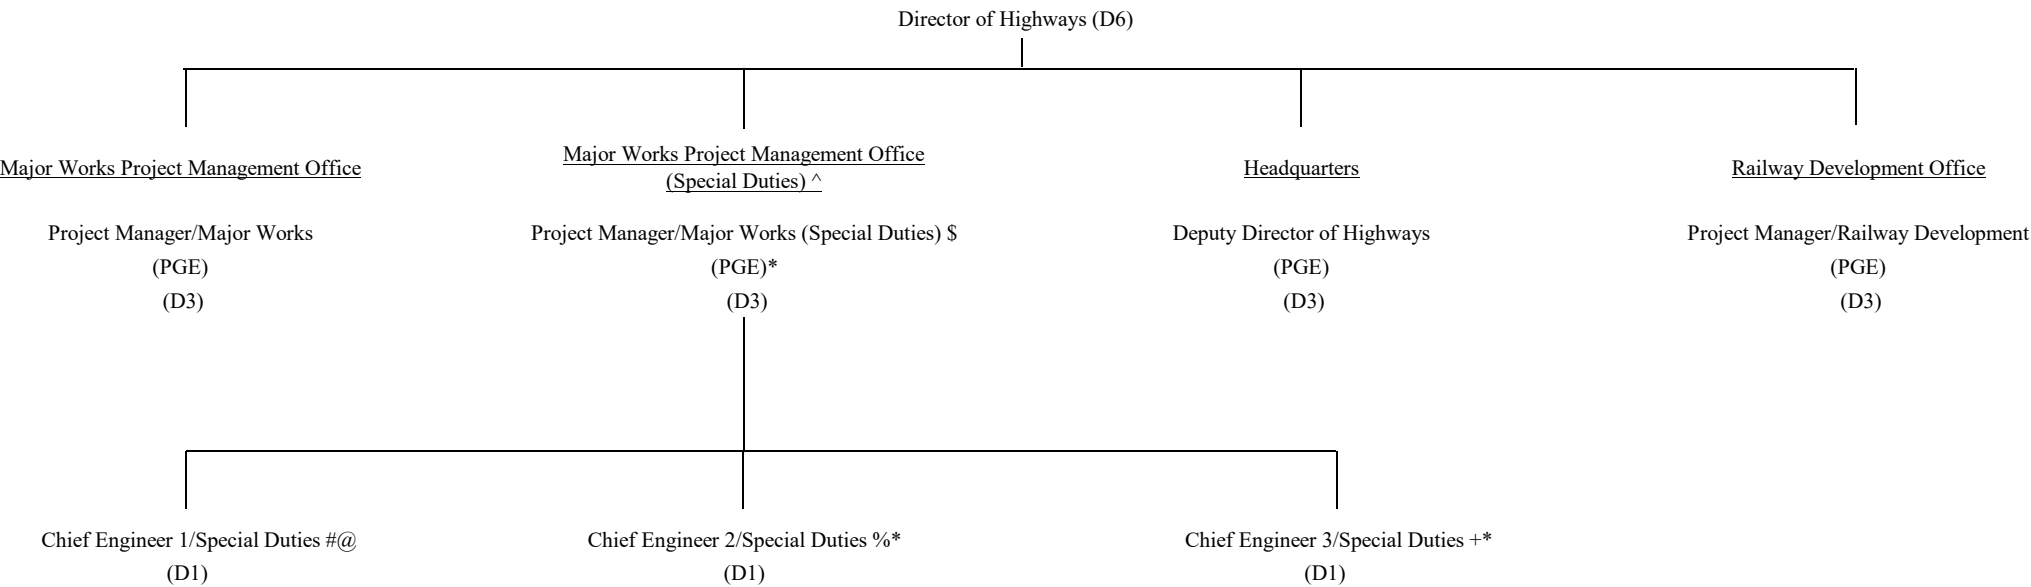 Director of Highways (D6)
Major Works Project Management Office
Major Works Project Management Office
(Special Duties) ^
Headquarters
Railway Development Office
Project Manager/Major Works
(PGE)
(D3)
Project Manager/Major Works (Special Duties) $
(PGE)*
(D3)
Deputy Director of Highways
(PGE)
(D3)
Project Manager/Railway Development
(PGE)
(D3)
Chief Engineer 1/Special Duties #@
(D1)
Chief Engineer 2/Special Duties %*
(D1)
Chief Engineer 3/Special Duties +*
(D1)